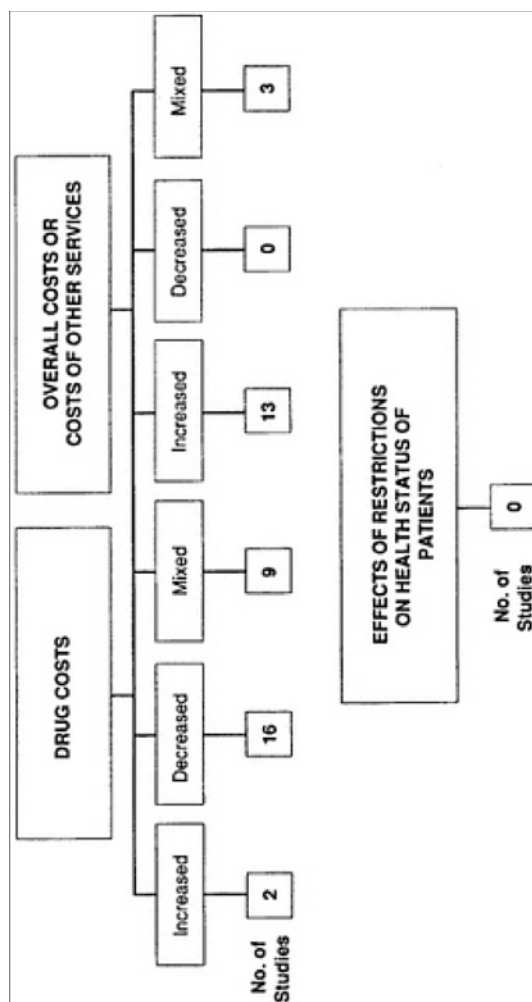 DRUG COSTS
OVERALL COSTS OR
COSTS OF OTHER SERVICES
Increased
Decreased
Mixed
Increased
Decreased
Mixed
No. of
Studies
2
16
9
13
0
3
EFFECTS OF RESTRICTIONS
ON HEALTH STATUS OF
PATIENTS
No. of
Studies
0